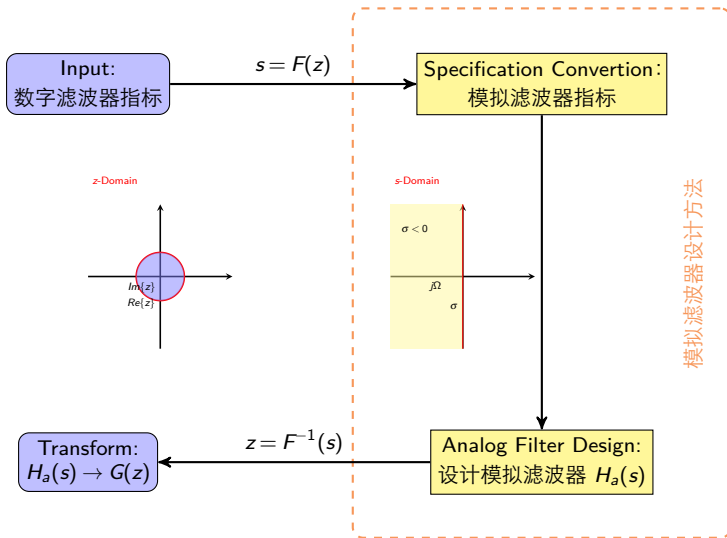 Input:
数字滤波器指标
s = F(z)
Specification Convertion:
模拟滤波器指标
z-Domain
Im{z}
Re{z}
s-Domain
σ < 0
jΩ
σ
模拟滤波器设计方法
Transform:
Hₐ(s) → G(z)
z = F⁻¹(s)
Analog Filter Design:
设计模拟滤波器 Hₐ(s)